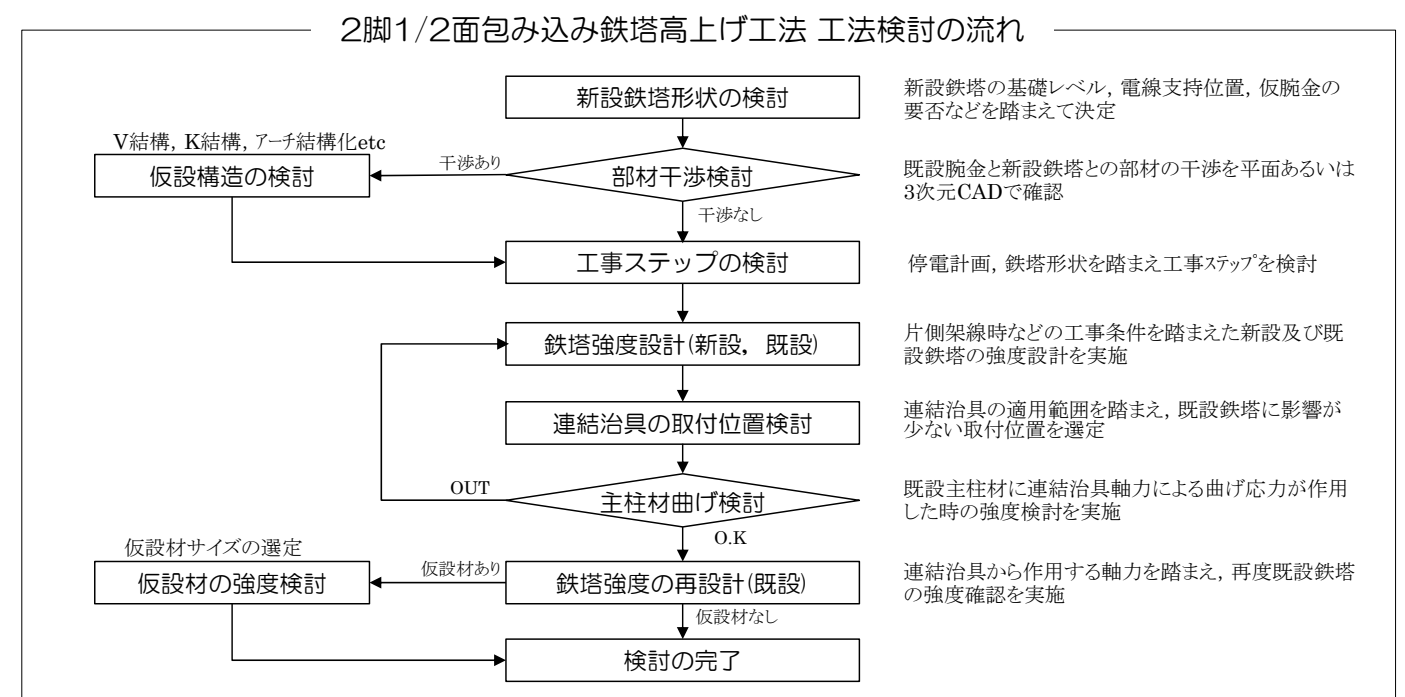 2脚1/2面包み込み鉄塔高上げ工法 工法検討の流れ
新設鉄塔形状の検討
新設鉄塔の基礎レベル, 電線支持位置, 仮腕金の
要否などを踏まえて決定
V結構, K結構, アーチ結構化etc
仮設構造の検討
干渉あり
部材干渉検討
既設腕金と新設鉄塔との部材の干渉を平面あるいは
3次元CADで確認
干渉なし
工事ステップの検討
停電計画, 鉄塔形状を踏まえ工事ステップを検討
鉄塔強度設計(新設, 既設)
片側架線時などの工事条件を踏まえた新設及び既
設鉄塔の強度設計を実施
連結治具の取付位置検討
連結治具の適用範囲を踏まえ, 既設鉄塔に影響が
少ない取付位置を選定
OUT
主柱材曲げ検討
既設主柱材に連結治具軸力による曲げ応力が作用
した時の強度検討を実施
O.K
仮設材サイズの選定
仮設材の強度検討
仮設材あり
鉄塔強度の再設計(既設)
連結治具から作用する軸力を踏まえ, 再度既設鉄塔
の強度確認を実施
仮設材なし
検討の完了